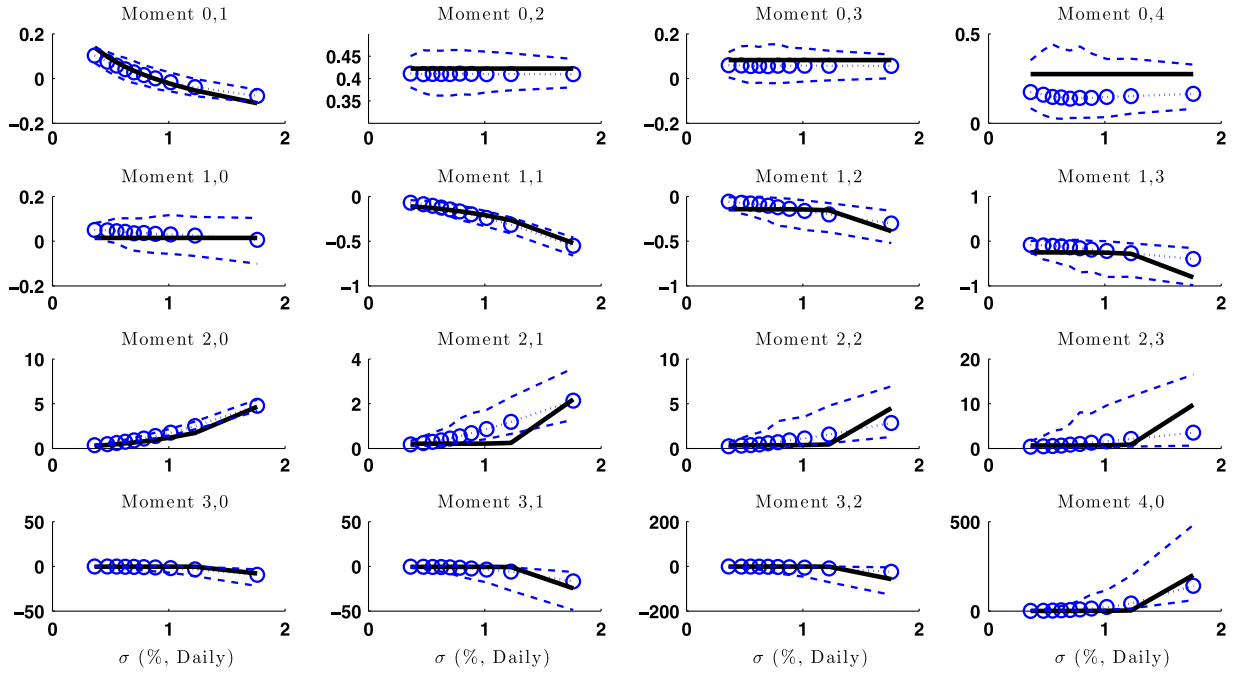 Moment 0,1 Moment 0,2 Moment 0,3 Moment 0,4
0.2 0.2 0.5
0.45
0 0.4 0
0.35
−0.2 −0.2 0
0 1 2 0 1 2 0 1 2 0 1 2
Moment 1,0 Moment 1,1 Moment 1,2 Moment 1,3
0.2 0 0 1
0 −0.5 −0.5 0
−0.2 −1 −1 −1
0 1 2 0 1 2 0 1 2 0 1 2
Moment 2,0 Moment 2,1 Moment 2,2 Moment 2,3
10 4 10 20
5 2 5 10
0 0 0 0
0 1 2 0 1 2 0 1 2 0 1 2
Moment 3,0 Moment 3,1 Moment 3,2 Moment 4,0
50 50 200 500
0 0 0
−50 −50 −200 0
0 1 2 0 1 2 0 1 2 0 1 2
σ (%, Daily) σ (%, Daily) σ (%, Daily) σ (%, Daily)